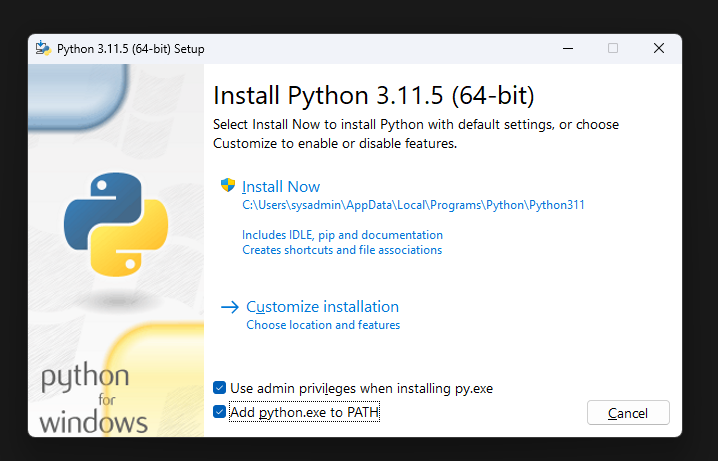 Python 3.11.5 (64-bit) Setup
Install Python 3.11.5 (64-bit)
Select Install Now to install Python with default settings, or choose
Customize to enable or disable features.
Install Now
C:\Users\sysadmin\AppData\Local\Programs\Python\Python311
Includes IDLE, pip and documentation
Creates shortcuts and file associations
Customize installation
Choose location and features
python
for
windows
Use admin privileges when installing py.exe
Add python.exe to PATH
Cancel